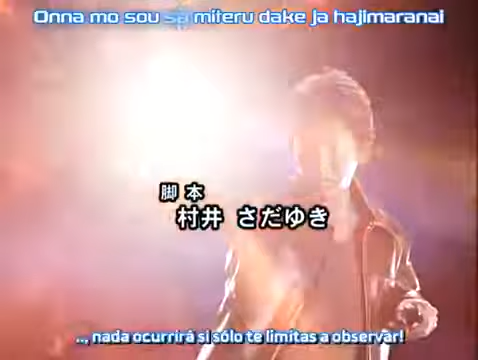 Onna mo sou sa miteru dake ja hajimaranai
脚本
村井 さだゆき
.., nada ocurrirá si sólo te limitas a observar!